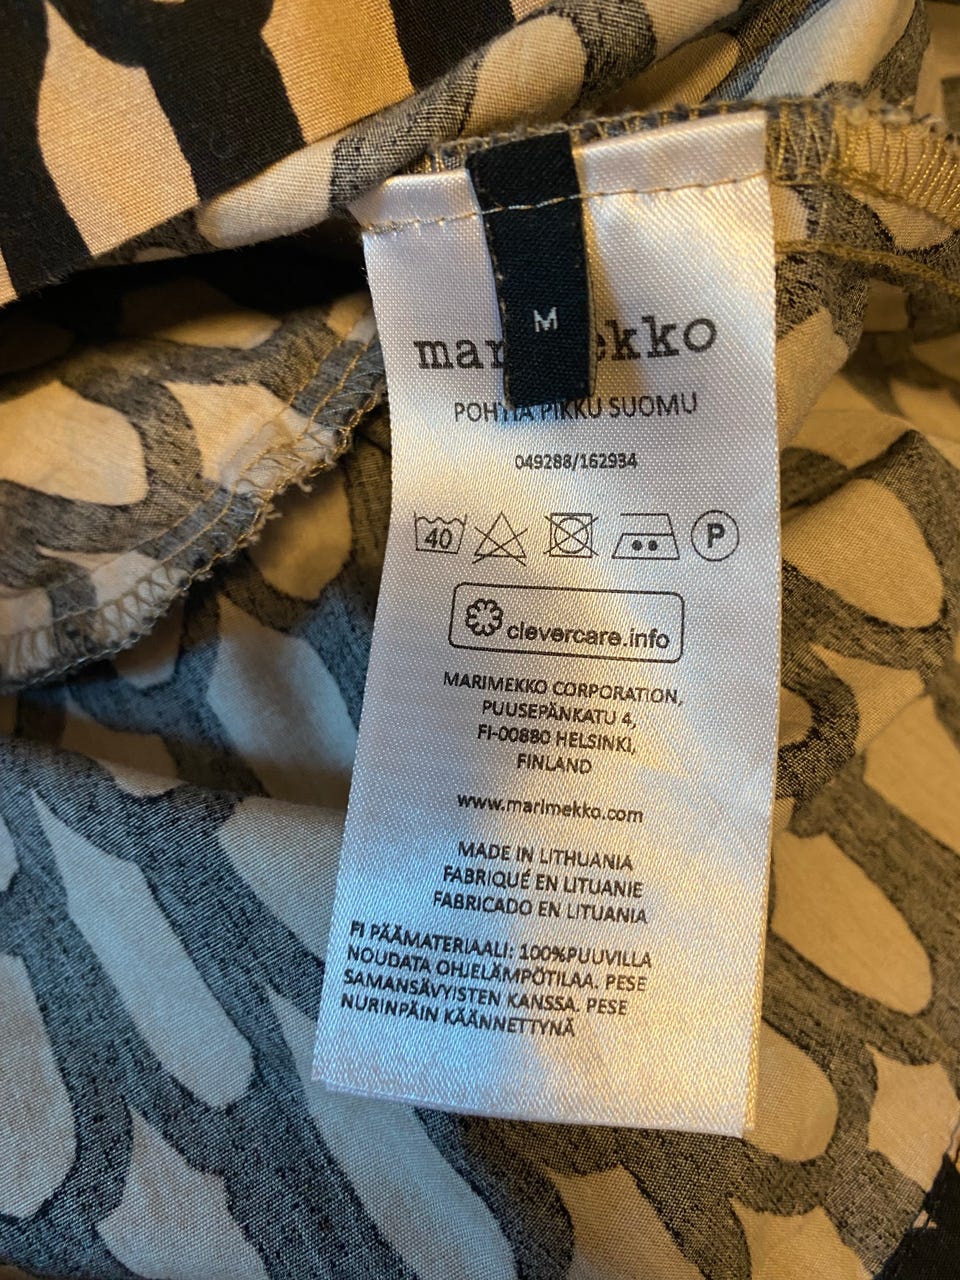 M
POHTIA PIKKU SUOMU
049288/162934
40 P
clevercare.info
MARIMEKKO CORPORATION,
PUUSEPÄNKATU 4,
FI-00880 HELSINKI,
FINLAND
www.marimekko.com
MADE IN LITHUANIA
FABRIQUÉ EN LITUANIE
FABRICADO EN LITUANIA
FI PÄÄMATERIAALI: 100%PUUVILLA
NOUDATA OHJELÄMPÖTILAA. PESE
SAMANSÄVYISTEN KANSSA. PESE
NURINPÄIN KÄÄNNETTYNÄ